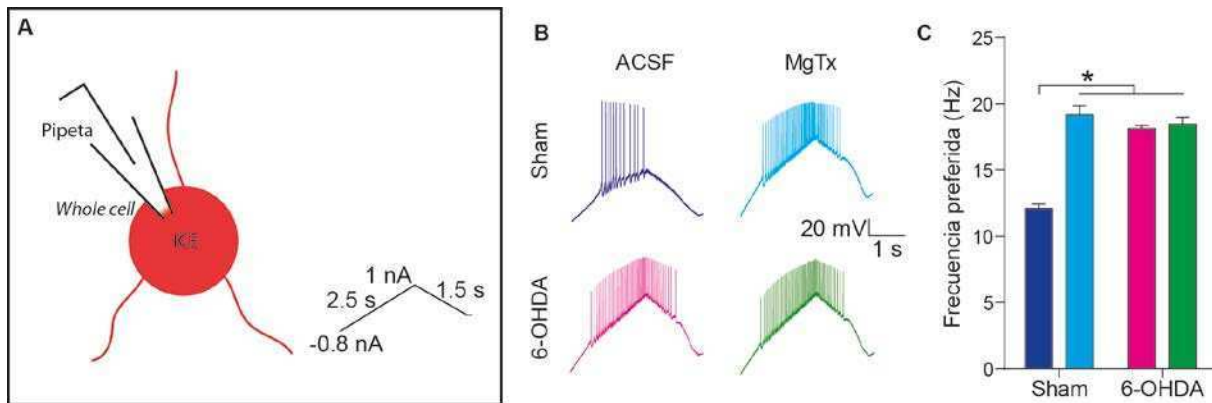 A
Pipeta
Whole cell
ICE
1 nA
2.5 s
1.5 s
-0.8 nA
B
ACSF
MgTx
Sham
6-OHDA
20 mV
1 s
C
Frecuencia preferida (Hz)
25
20
15
10
5
0
*
Sham
6-OHDA